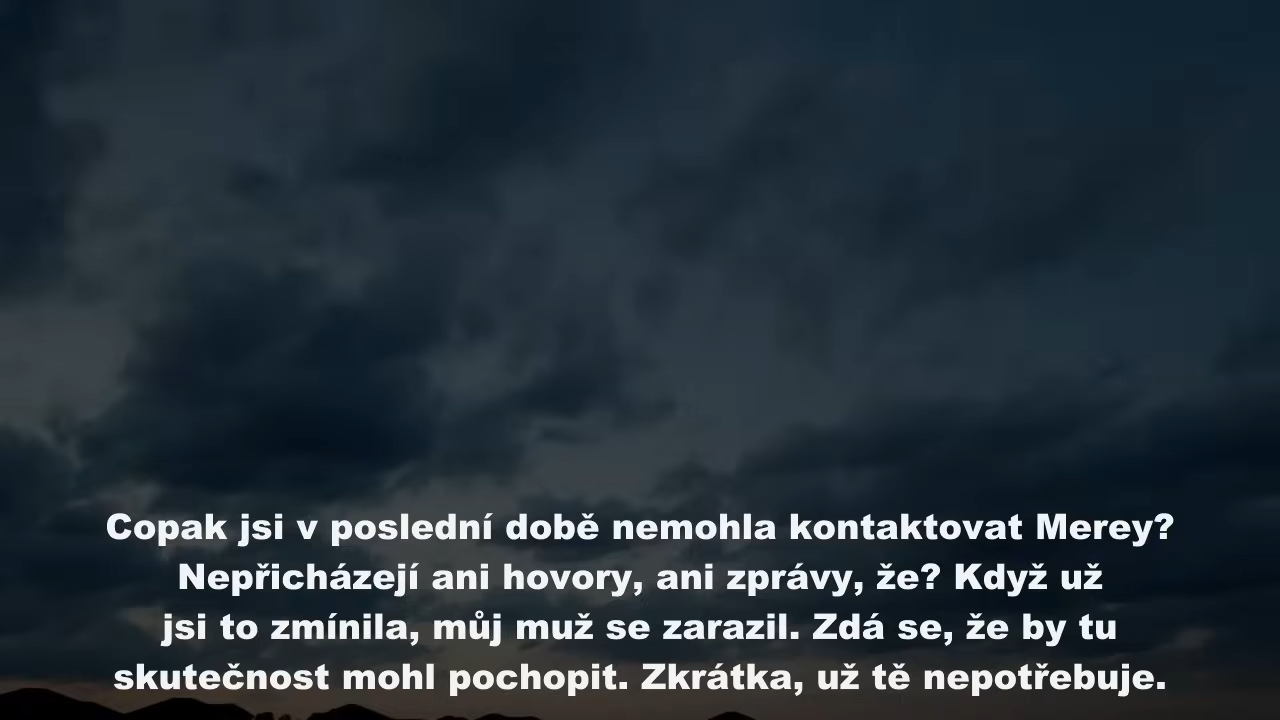 Copak jsi v poslední době nemohla kontaktovat Merey?
Nepřicházejí ani hovory, ani zprávy, že? Když už
jsi to zmínila, můj muž se zarazil. Zdá se, že by tu
skutečnost mohl pochopit. Zkrátka, už tě nepotřebuje.